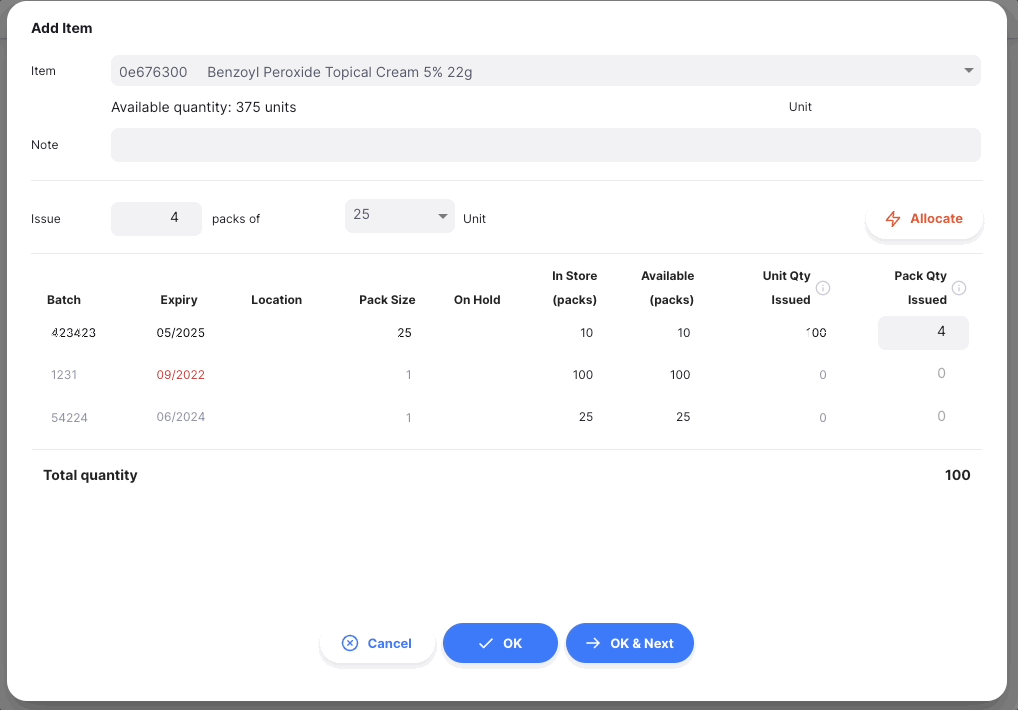 Add Item
Item 0e676300 Benzoyl Peroxide Topical Cream 5% 22g
Available quantity: 375 units Unit
Note
Issue 4 packs of 25 Unit Allocate
Batch Expiry Location Pack Size On Hold In Store (packs) Available (packs) Unit Qty Issued Pack Qty Issued
423423 05/2025 25 10 10 100 4
1231 09/2022 1 100 100 0 0
54224 06/2024 1 25 25 0 0
Total quantity 100
Cancel OK OK & Next